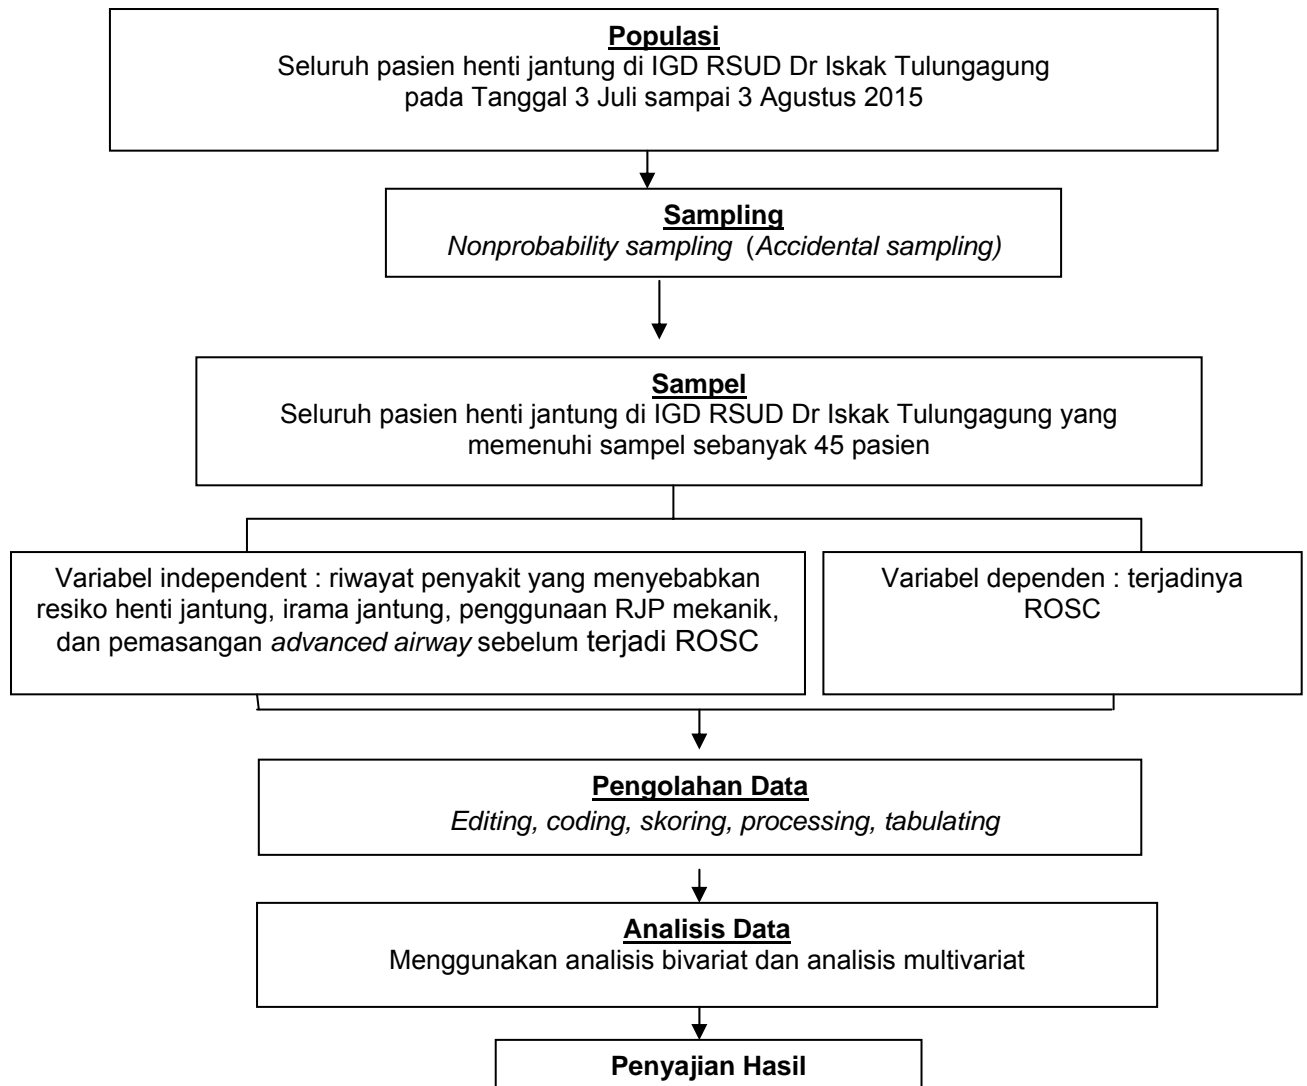 Populasi
Seluruh pasien henti jantung di IGD RSUD Dr Iskak Tulungagung
pada Tanggal 3 Juli sampai 3 Agustus 2015
Sampling
Nonprobability sampling (Accidental sampling)
Sampel
Seluruh pasien henti jantung di IGD RSUD Dr Iskak Tulungagung yang
memenuhi sampel sebanyak 45 pasien
Variabel independent : riwayat penyakit yang menyebabkan
resiko henti jantung, irama jantung, penggunaan RJP mekanik,
dan pemasangan advanced airway sebelum terjadi ROSC
Variabel dependen : terjadinya
ROSC
Pengolahan Data
Editing, coding, skoring, processing, tabulating
Analisis Data
Menggunakan analisis bivariat dan analisis multivariat
Penyajian Hasil